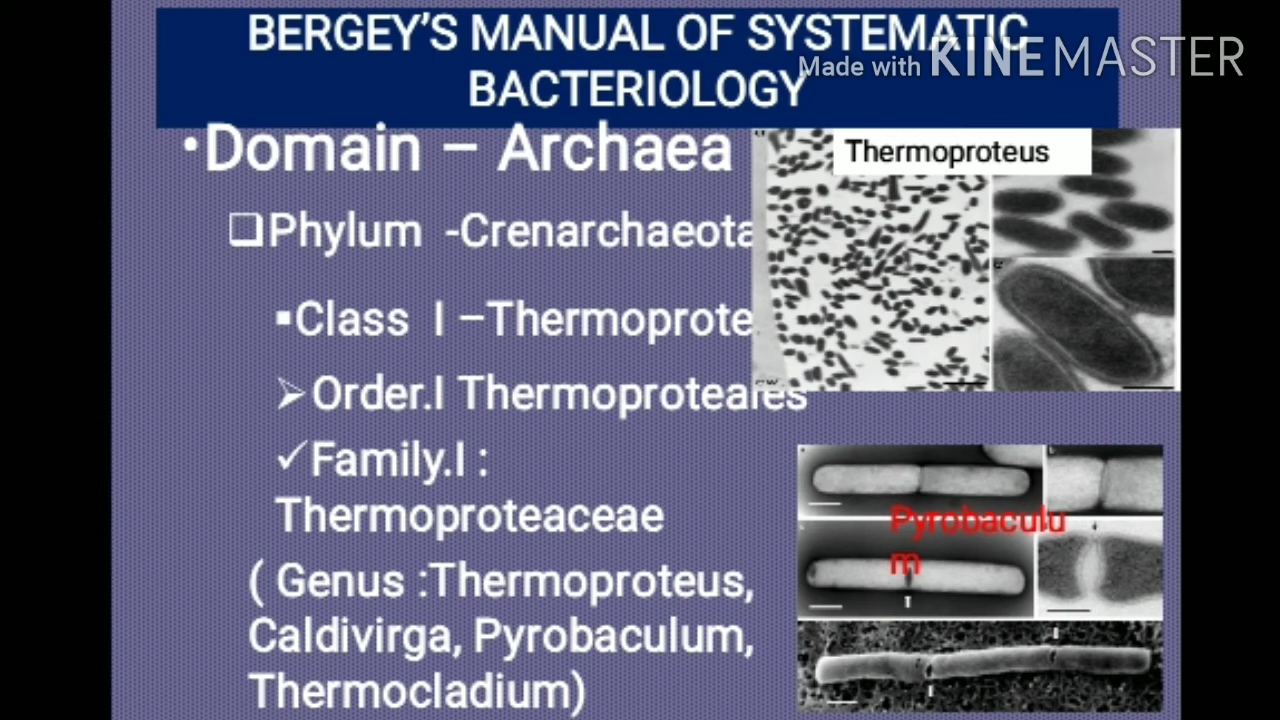 BERGEY'S MANUAL OF SYSTEMATIC
BACTERIOLOGY
Made with KINEMASTER
•Domain – Archaea
Thermoproteus
❑Phylum -Crenarchaeota
▪Class I –Thermoprote
➢Order.I Thermoproteales
✓Family.I :
Thermoproteaceae
Pyrobaculu
m
( Genus :Thermoproteus,
Caldivirga, Pyrobaculum,
Thermocladium)